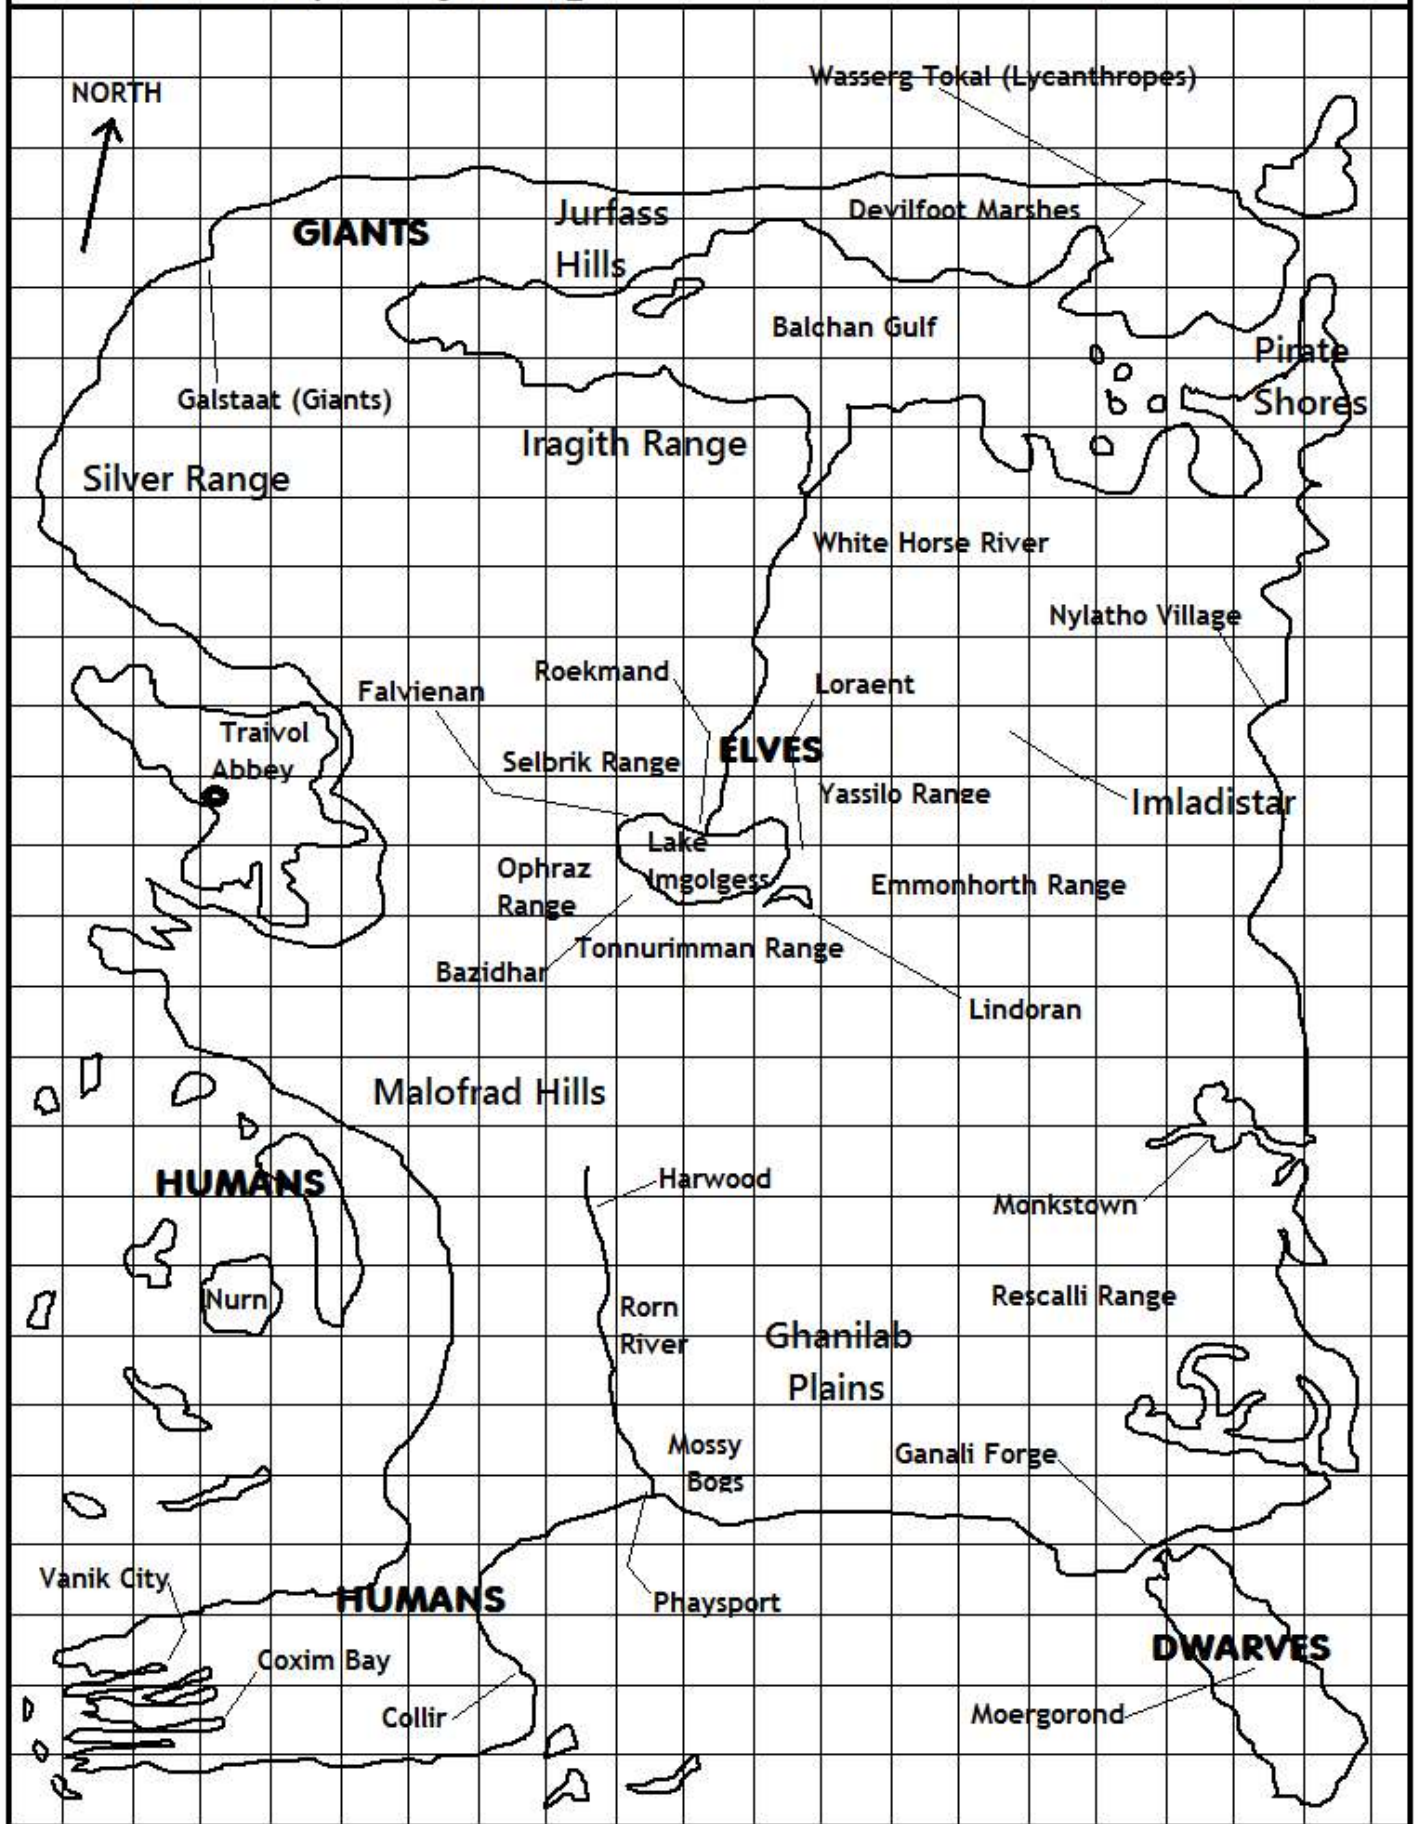 Wasserg Tokal (Lycanthropes)
NORTH
Jurfass
Hills
Devilfoot Marshes
GIANTS
Balchan Gulf
Pirate
Shores
Galstaat (Giants)
Iragith Range
Silver Range
White Horse River
Nylatho Village
Roekmand
Loraent
Falvienan
Traivol
Abbey
ELVES
Selbrik Range
Yassilo Range
Imladistar
Lake
Imgolgess
Ophraz
Range
Emmonhorth Range
Tonnurimman Range
Bazidhar
Lindoran
Malofrad Hills
HUMANS
Harwood
Monkstown
Nurn
Rorn
River
Rescalli Range
Ghanilab
Plains
Mossy
Bogs
Ganali Forge
Vanik City
HUMANS
Phaysport
DWARVES
Coxim Bay
Collir
Moergorond